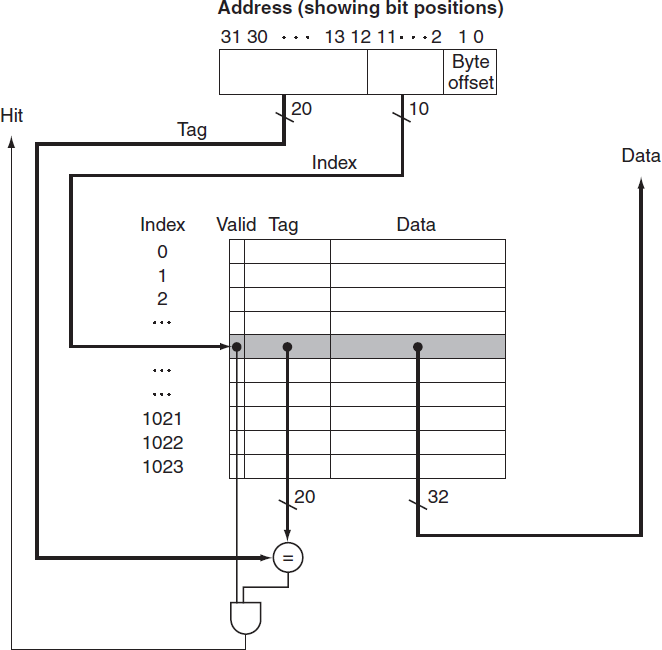 Address (showing bit positions)
31 30 ··· 13 12 11···2 1 0
Byte
offset
20
10
Hit
Tag
Index
Data
Index Valid Tag Data
0
1
2
···
···
···
1021
1022
1023
20
32
=